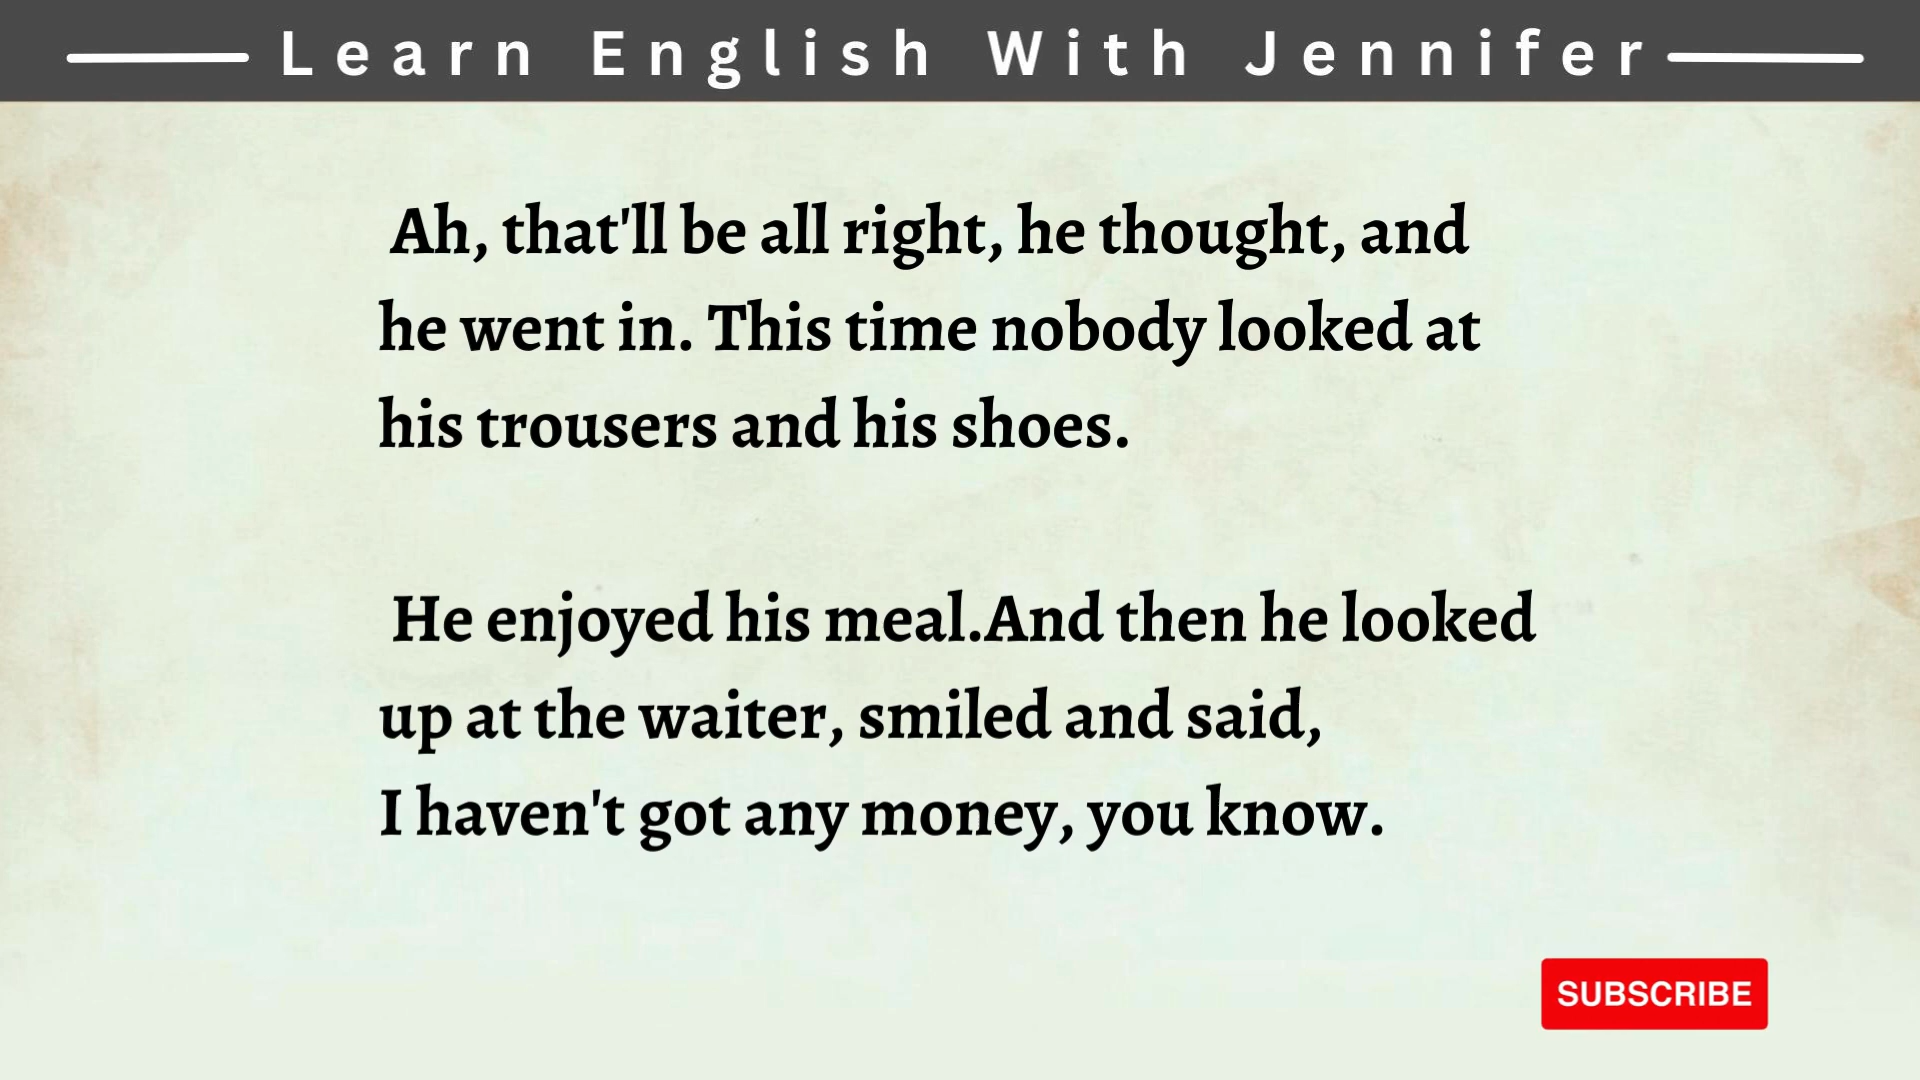 Learn English With Jennifer
Ah, that'll be all right, he thought, and
he went in. This time nobody looked at
his trousers and his shoes.
He enjoyed his meal.And then he looked
up at the waiter, smiled and said,
I haven't got any money, you know.
SUBSCRIBE